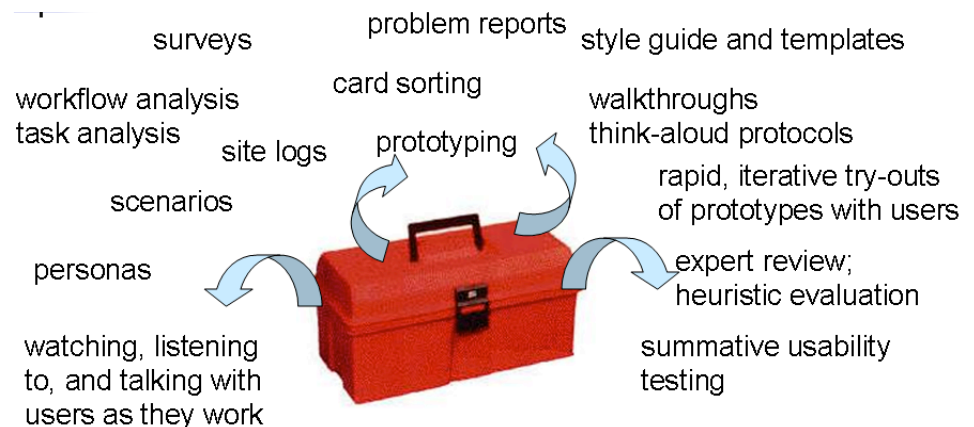 surveys
problem reports
style guide and templates
card sorting
workflow analysis
task analysis
walkthroughs
think-aloud protocols
site logs
prototyping
scenarios
rapid, iterative try-outs
of prototypes with users
personas
expert review;
heuristic evaluation
watching, listening
to, and talking with
users as they work
summative usability
testing